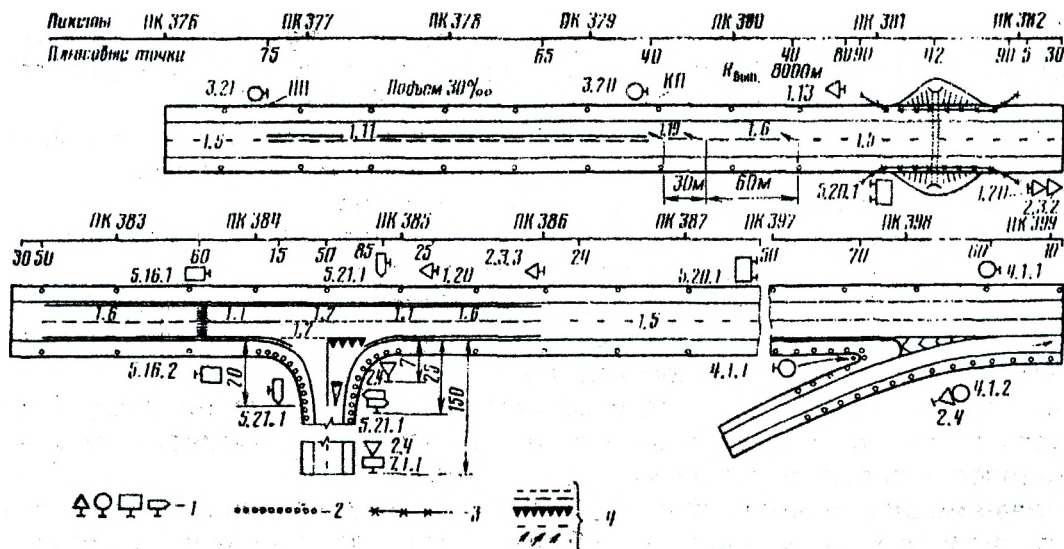 Пикеты ПК 376 ПК 377 ПК 378 ПК 379 ПК 380 ПК 381 ПК 382
Плюсовые точки 75 65 40 40 80 90 42 90 5 30
3.21 НП Подъем 30‰ 3.20 КП Rвып. 8000м 1.13
1.5 1.11 1.19 1.6 1.5
30м 60м 5.20.1 1.20 2.3.2
ПК 383 ПК 384 ПК 385 ПК 386 ПК 387 ПК 397 ПК 398 ПК 399
30 50 60 15 50 85 25 24 50 70 60 10
5.16.1 5.21.1 1.20 2.3.3 5.20.1 4.1.1
1.6 1.1 1.2 1.1 1.6 1.5
1.7
5.16.2 20 2.4 7 25 150 4.1.1
5.21.1 5.21.1 4.1.2
2.4
2.4
7.1.1
- 1 - 2 - 3 - 4